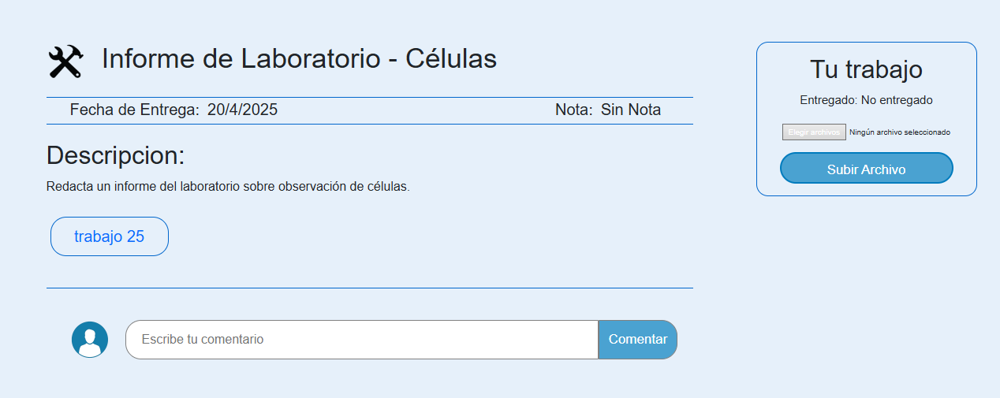 Informe de Laboratorio - Células
Fecha de Entrega: 20/4/2025
Nota: Sin Nota
Descripcion:
Redacta un informe del laboratorio sobre observación de células.
trabajo 25
Escribe tu comentario
Comentar
Tu trabajo
Entregado: No entregado
Elegir archivos Ningún archivo seleccionado
Subir Archivo